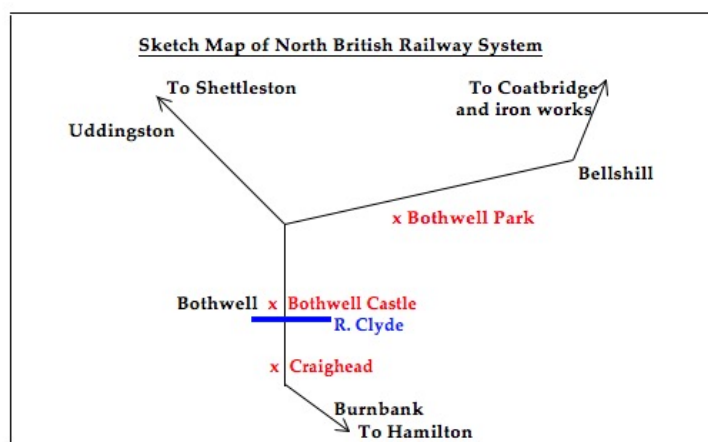 Sketch Map of North British Railway System
To Shettleston
To Coatbridge
and iron works
Uddingston
Bellshill
x Bothwell Park
Bothwell x Bothwell Castle
R. Clyde
x Craighead
Burnbank
To Hamilton